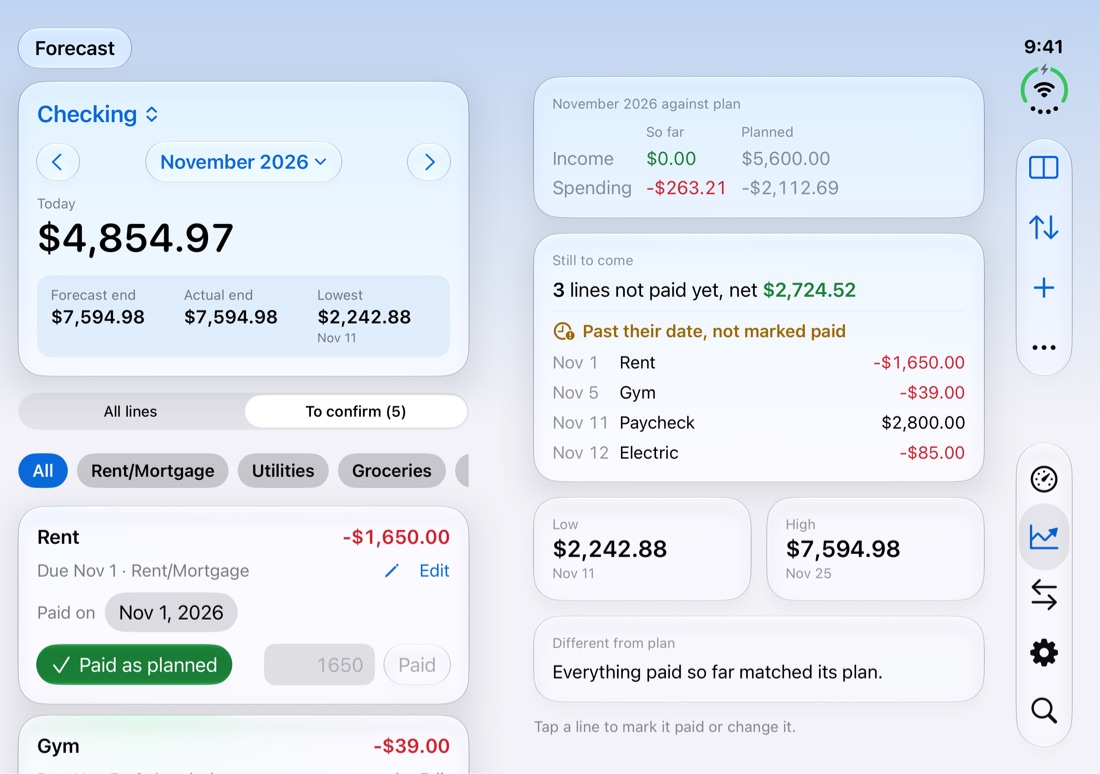 Forecast
9:41
Checking
November 2026
Today
$4,854.97
Forecast end Actual end Lowest
$7,594.98 $7,594.98 $2,242.88
Nov 11
All lines To confirm (5)
All Rent/Mortgage Utilities Groceries
Rent -$1,650.00
Due Nov 1 · Rent/Mortgage Edit
Paid on Nov 1, 2026
Paid as planned 1650 Paid
Gym -$39.00
November 2026 against plan
So far Planned
Income $0.00 $5,600.00
Spending -$263.21 -$2,112.69
Still to come
3 lines not paid yet, net $2,724.52
Past their date, not marked paid
Nov 1 Rent -$1,650.00
Nov 5 Gym -$39.00
Nov 11 Paycheck $2,800.00
Nov 12 Electric -$85.00
Low
$2,242.88
Nov 11
High
$7,594.98
Nov 25
Different from plan
Everything paid so far matched its plan.
Tap a line to mark it paid or change it.